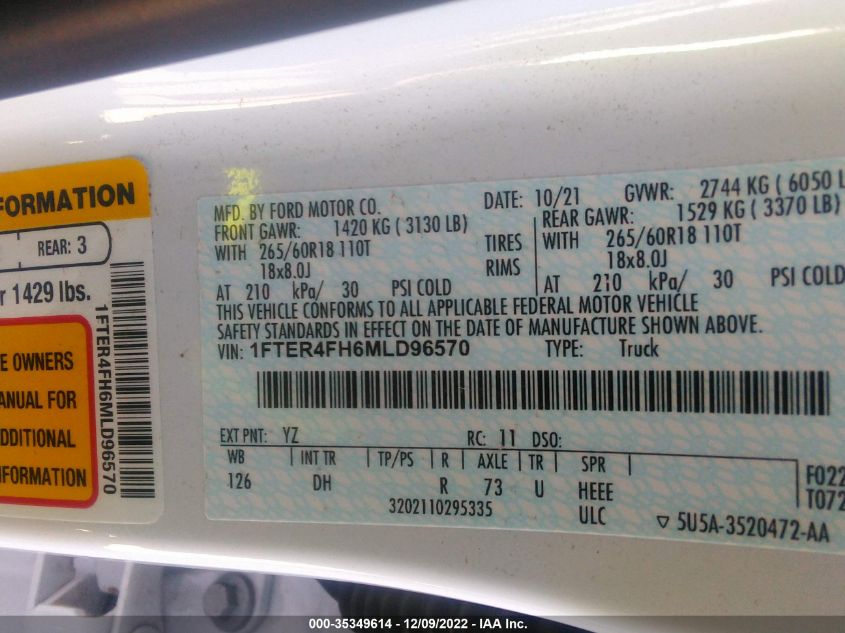 FORMATION
REAR: 3
r 1429 lbs.
E OWNERS
ANUAL FOR
DDITIONAL
NFORMATION
1FTER4FH6MLD96570
MFD. BY FORD MOTOR CO.
DATE: 10/21 GVWR: 2744 KG ( 6050 L
FRONT GAWR: 1420 KG ( 3130 LB)
REAR GAWR: 1529 KG ( 3370 LB)
WITH 265/60R18 110T TIRES WITH 265/60R18 110T
18x8.0J RIMS 18x8.0J
AT 210 kPa/ 30 PSI COLD AT 210 kPa/ 30 PSI COLD
THIS VEHICLE CONFORMS TO ALL APPLICABLE FEDERAL MOTOR VEHICLE
SAFETY STANDARDS IN EFFECT ON THE DATE OF MANUFACTURE SHOWN ABOVE.
VIN: 1FTER4FH6MLD96570 TYPE: Truck
EXT PNT: YZ RC: 11 DSO:
WB INT TR TP/PS R AXLE TR SPR
126 DH R 73 U HEEE F022
3202110295335 ULC T072
5U5A-3520472-AA
000-35349614 - 12/09/2022 - IAA Inc.